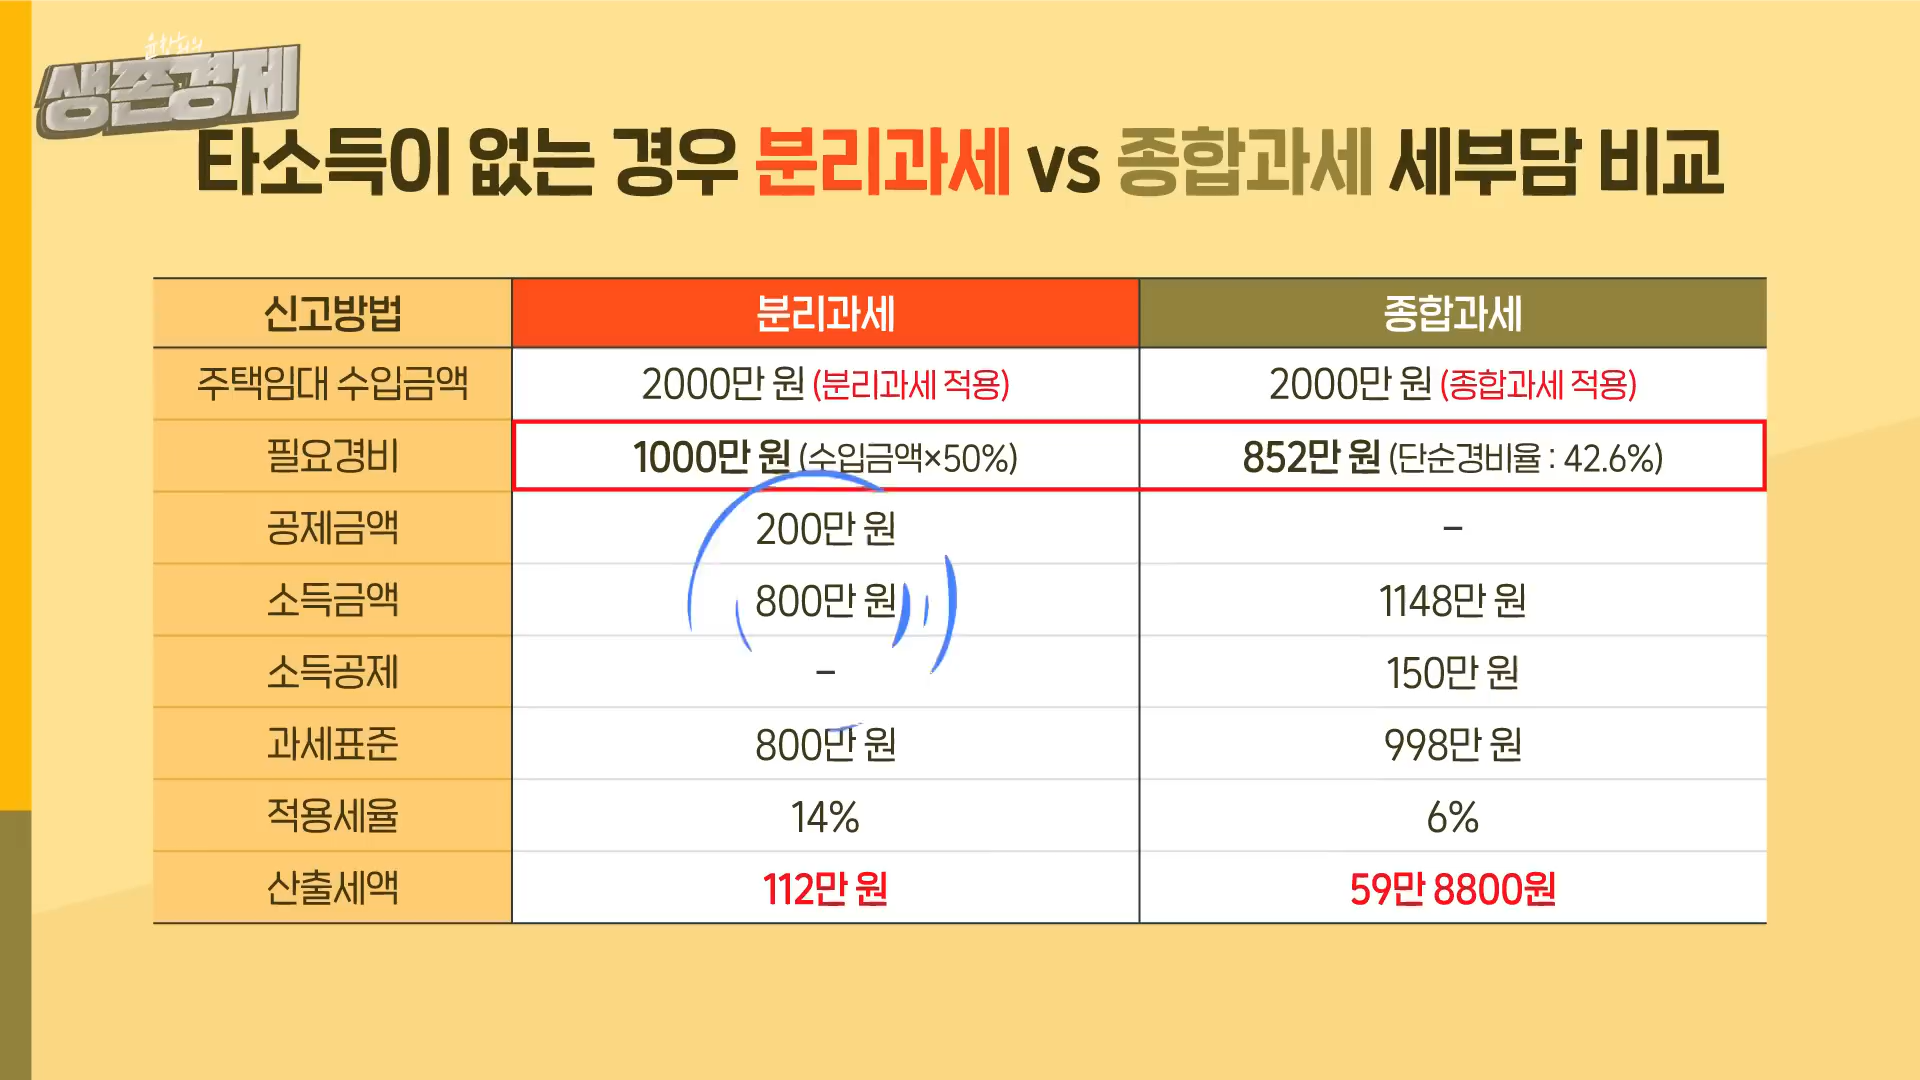 생존경제
타소득이 없는 경우 분리과세 vs 종합과세 세부담 비교
신고방법 분리과세 종합과세
주택임대 수입금액 2000만 원 (분리과세 적용) 2000만 원 (종합과세 적용)
필요경비 1000만 원 (수입금액×50%) 852만 원 (단순경비율 : 42.6%)
공제금액 200만 원 –
소득금액 800만 원 1148만 원
소득공제 – 150만 원
과세표준 800만 원 998만 원
적용세율 14% 6%
산출세액 112만 원 59만 8800원